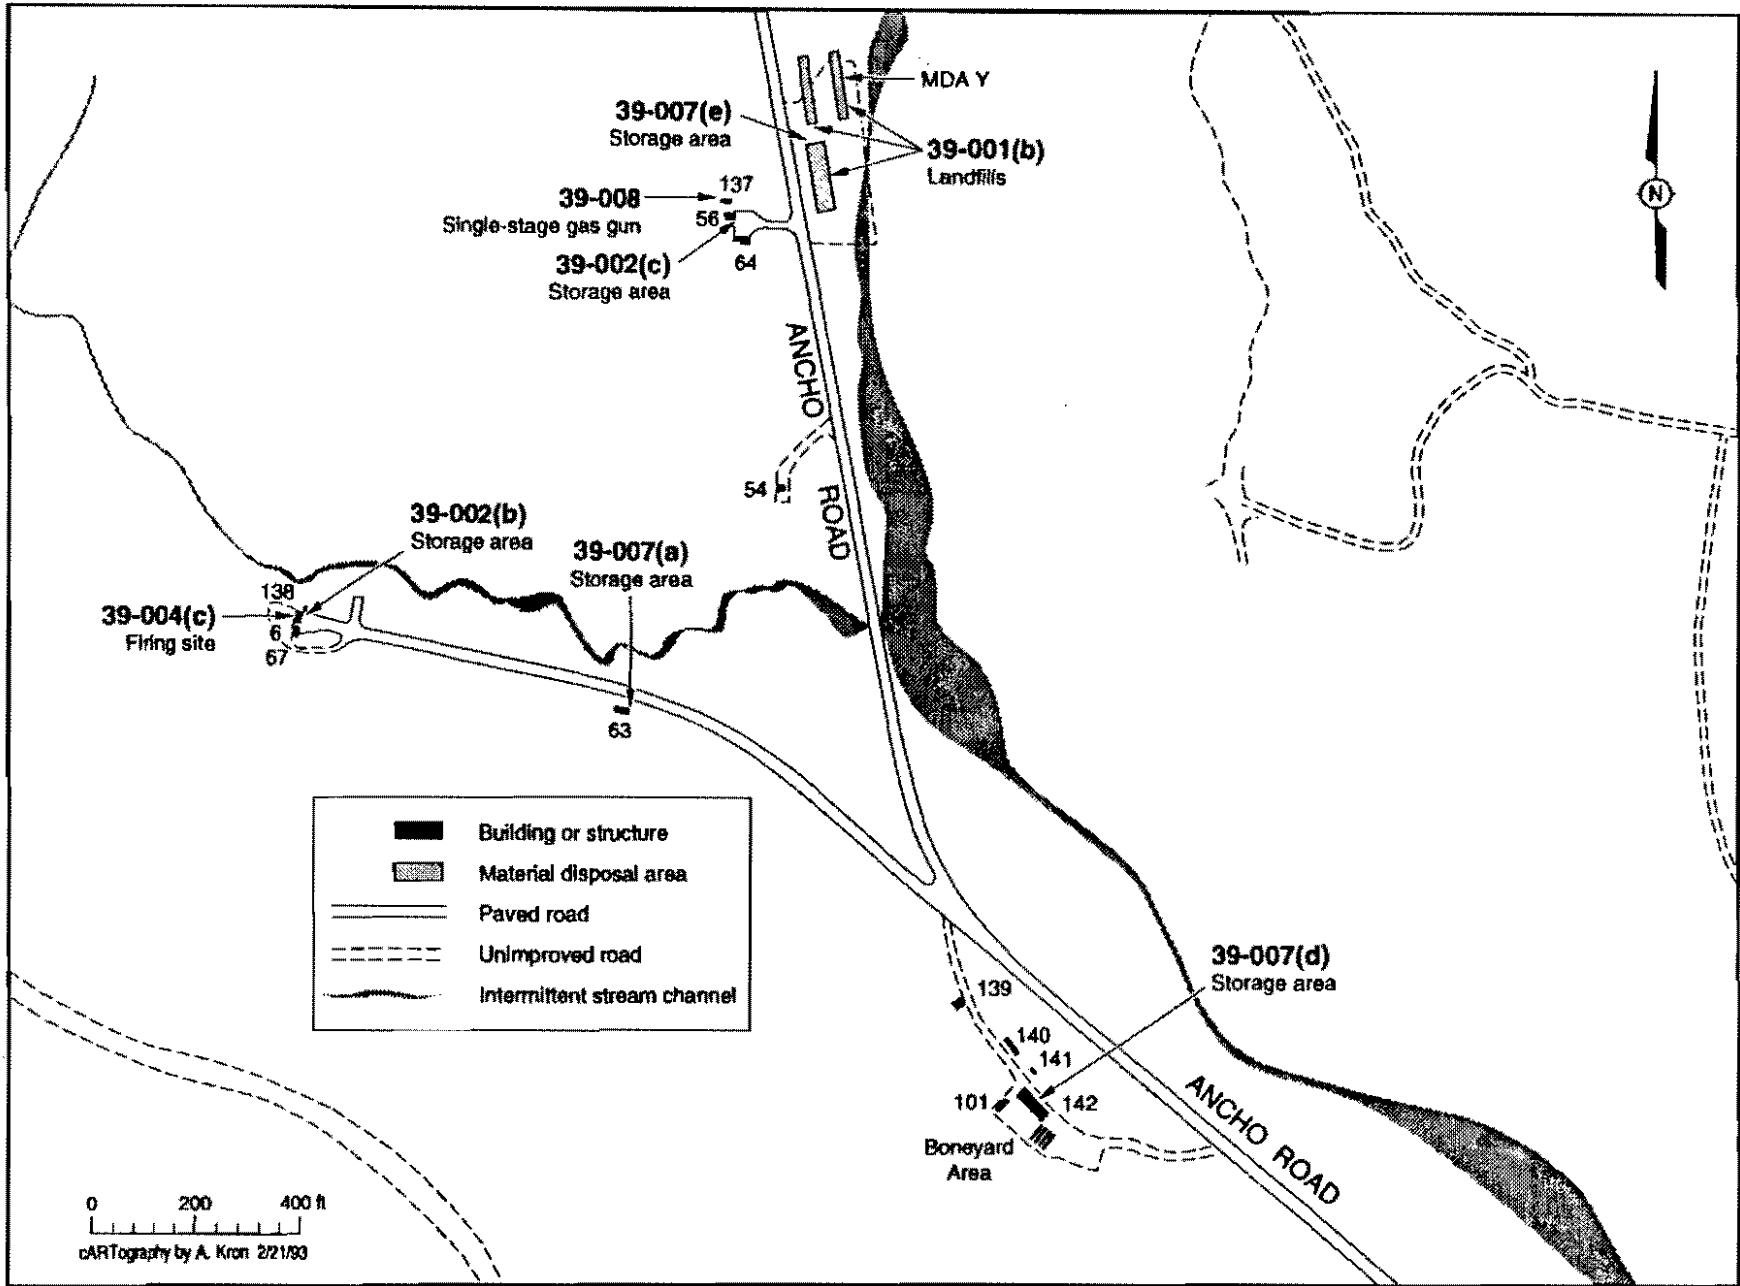 MDA Y
39-007(e)
Storage area
39-001(b)
Landfills
137
39-008
Single-stage gas gun
56
39-002(c)
Storage area
64
N
ANCHO ROAD
54
39-002(b)
Storage area
39-007(a)
Storage area
138
39-004(c)
Firing site
6
67
63
Building or structure
Material disposal area
Paved road
Unimproved road
Intermittent stream channel
39-007(d)
Storage area
139
140
141
101
142
Boneyard
Area
ANCHO ROAD
0 200 400 ft
cARTography by A. Kron 2/21/93